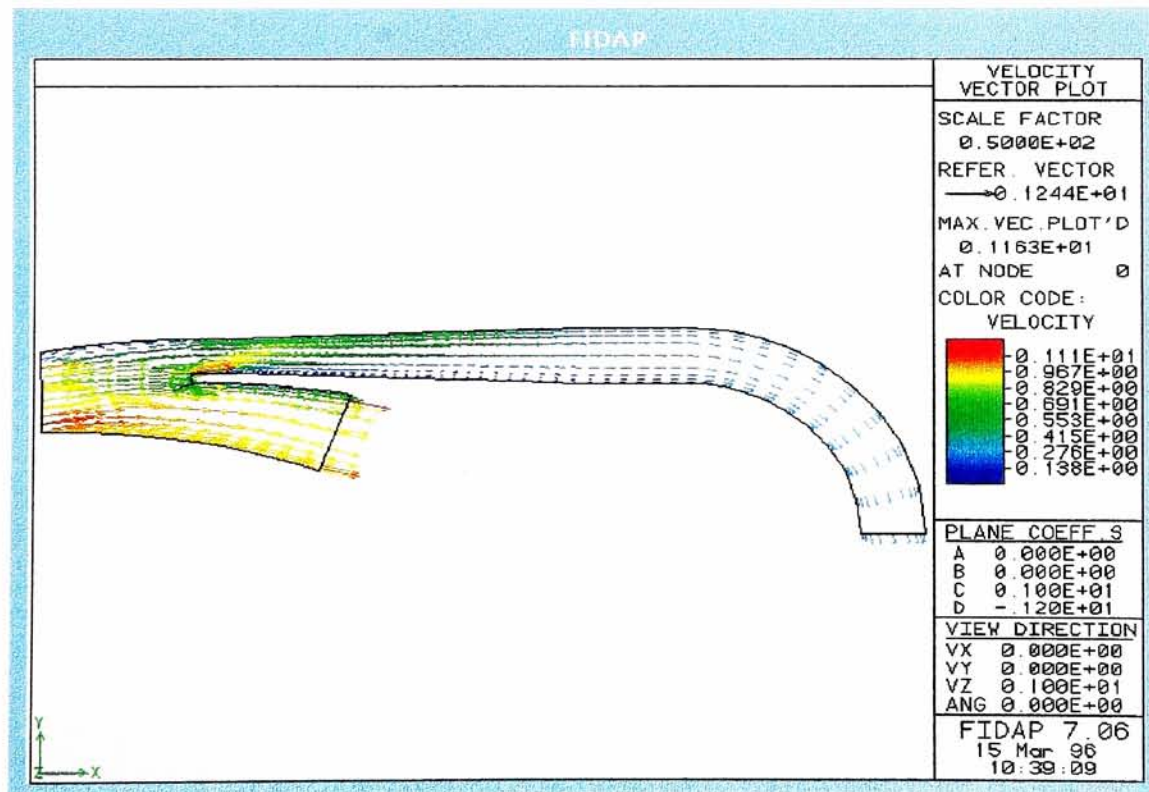 FIDAP
VELOCITY
VECTOR PLOT
SCALE FACTOR
0.5000E+02
REFER. VECTOR
0.1244E+01
MAX.VEC.PLOT'D
0.1163E+01
AT NODE 0
COLOR CODE:
VELOCITY
0.111E+01
0.967E+00
0.829E+00
0.691E+00
0.553E+00
0.415E+00
0.276E+00
0.138E+00
PLANE COEFF.S
A 0.000E+00
B 0.000E+00
C 0.100E+01
D -.120E+01
VIEW DIRECTION
VX 0.000E+00
VY 0.000E+00
VZ 0.100E+01
ANG 0.000E+00
FIDAP 7.06
15 Mar 96
10:39:09
Y
Z X